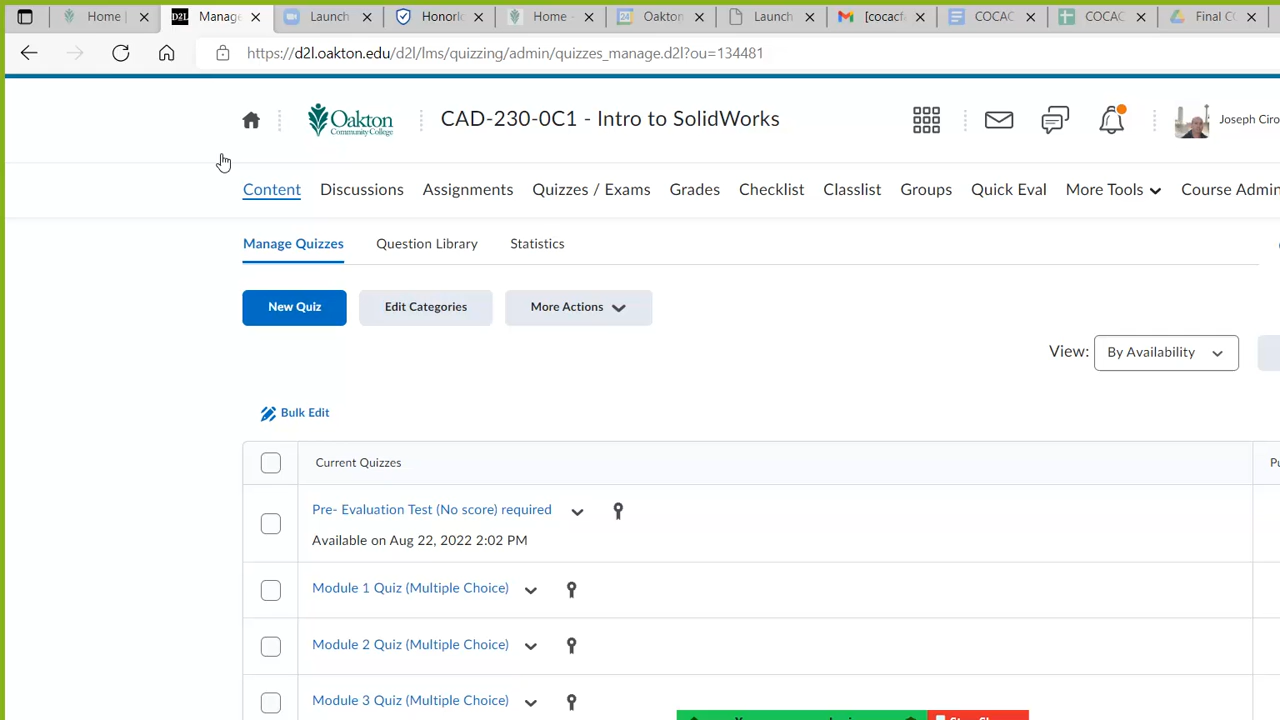 Home
D2L Manag
Launch
Honorlo
Home -
Oakton
Launch
[cocacfa
COCAC
COCAC
Final CO
https://d2l.oakton.edu/d2l/lms/quizzing/admin/quizzes_manage.d2l?ou=134481
Oakton
Community College
CAD-230-0C1 - Intro to SolidWorks
Joseph Ciro
Content Discussions Assignments Quizzes / Exams Grades Checklist Classlist Groups Quick Eval More Tools Course Admin
Manage Quizzes Question Library Statistics
New Quiz Edit Categories More Actions
View: By Availability
Bulk Edit
Current Quizzes
Pre- Evaluation Test (No score) required
Available on Aug 22, 2022 2:02 PM
Module 1 Quiz (Multiple Choice)
Module 2 Quiz (Multiple Choice)
Module 3 Quiz (Multiple Choice)